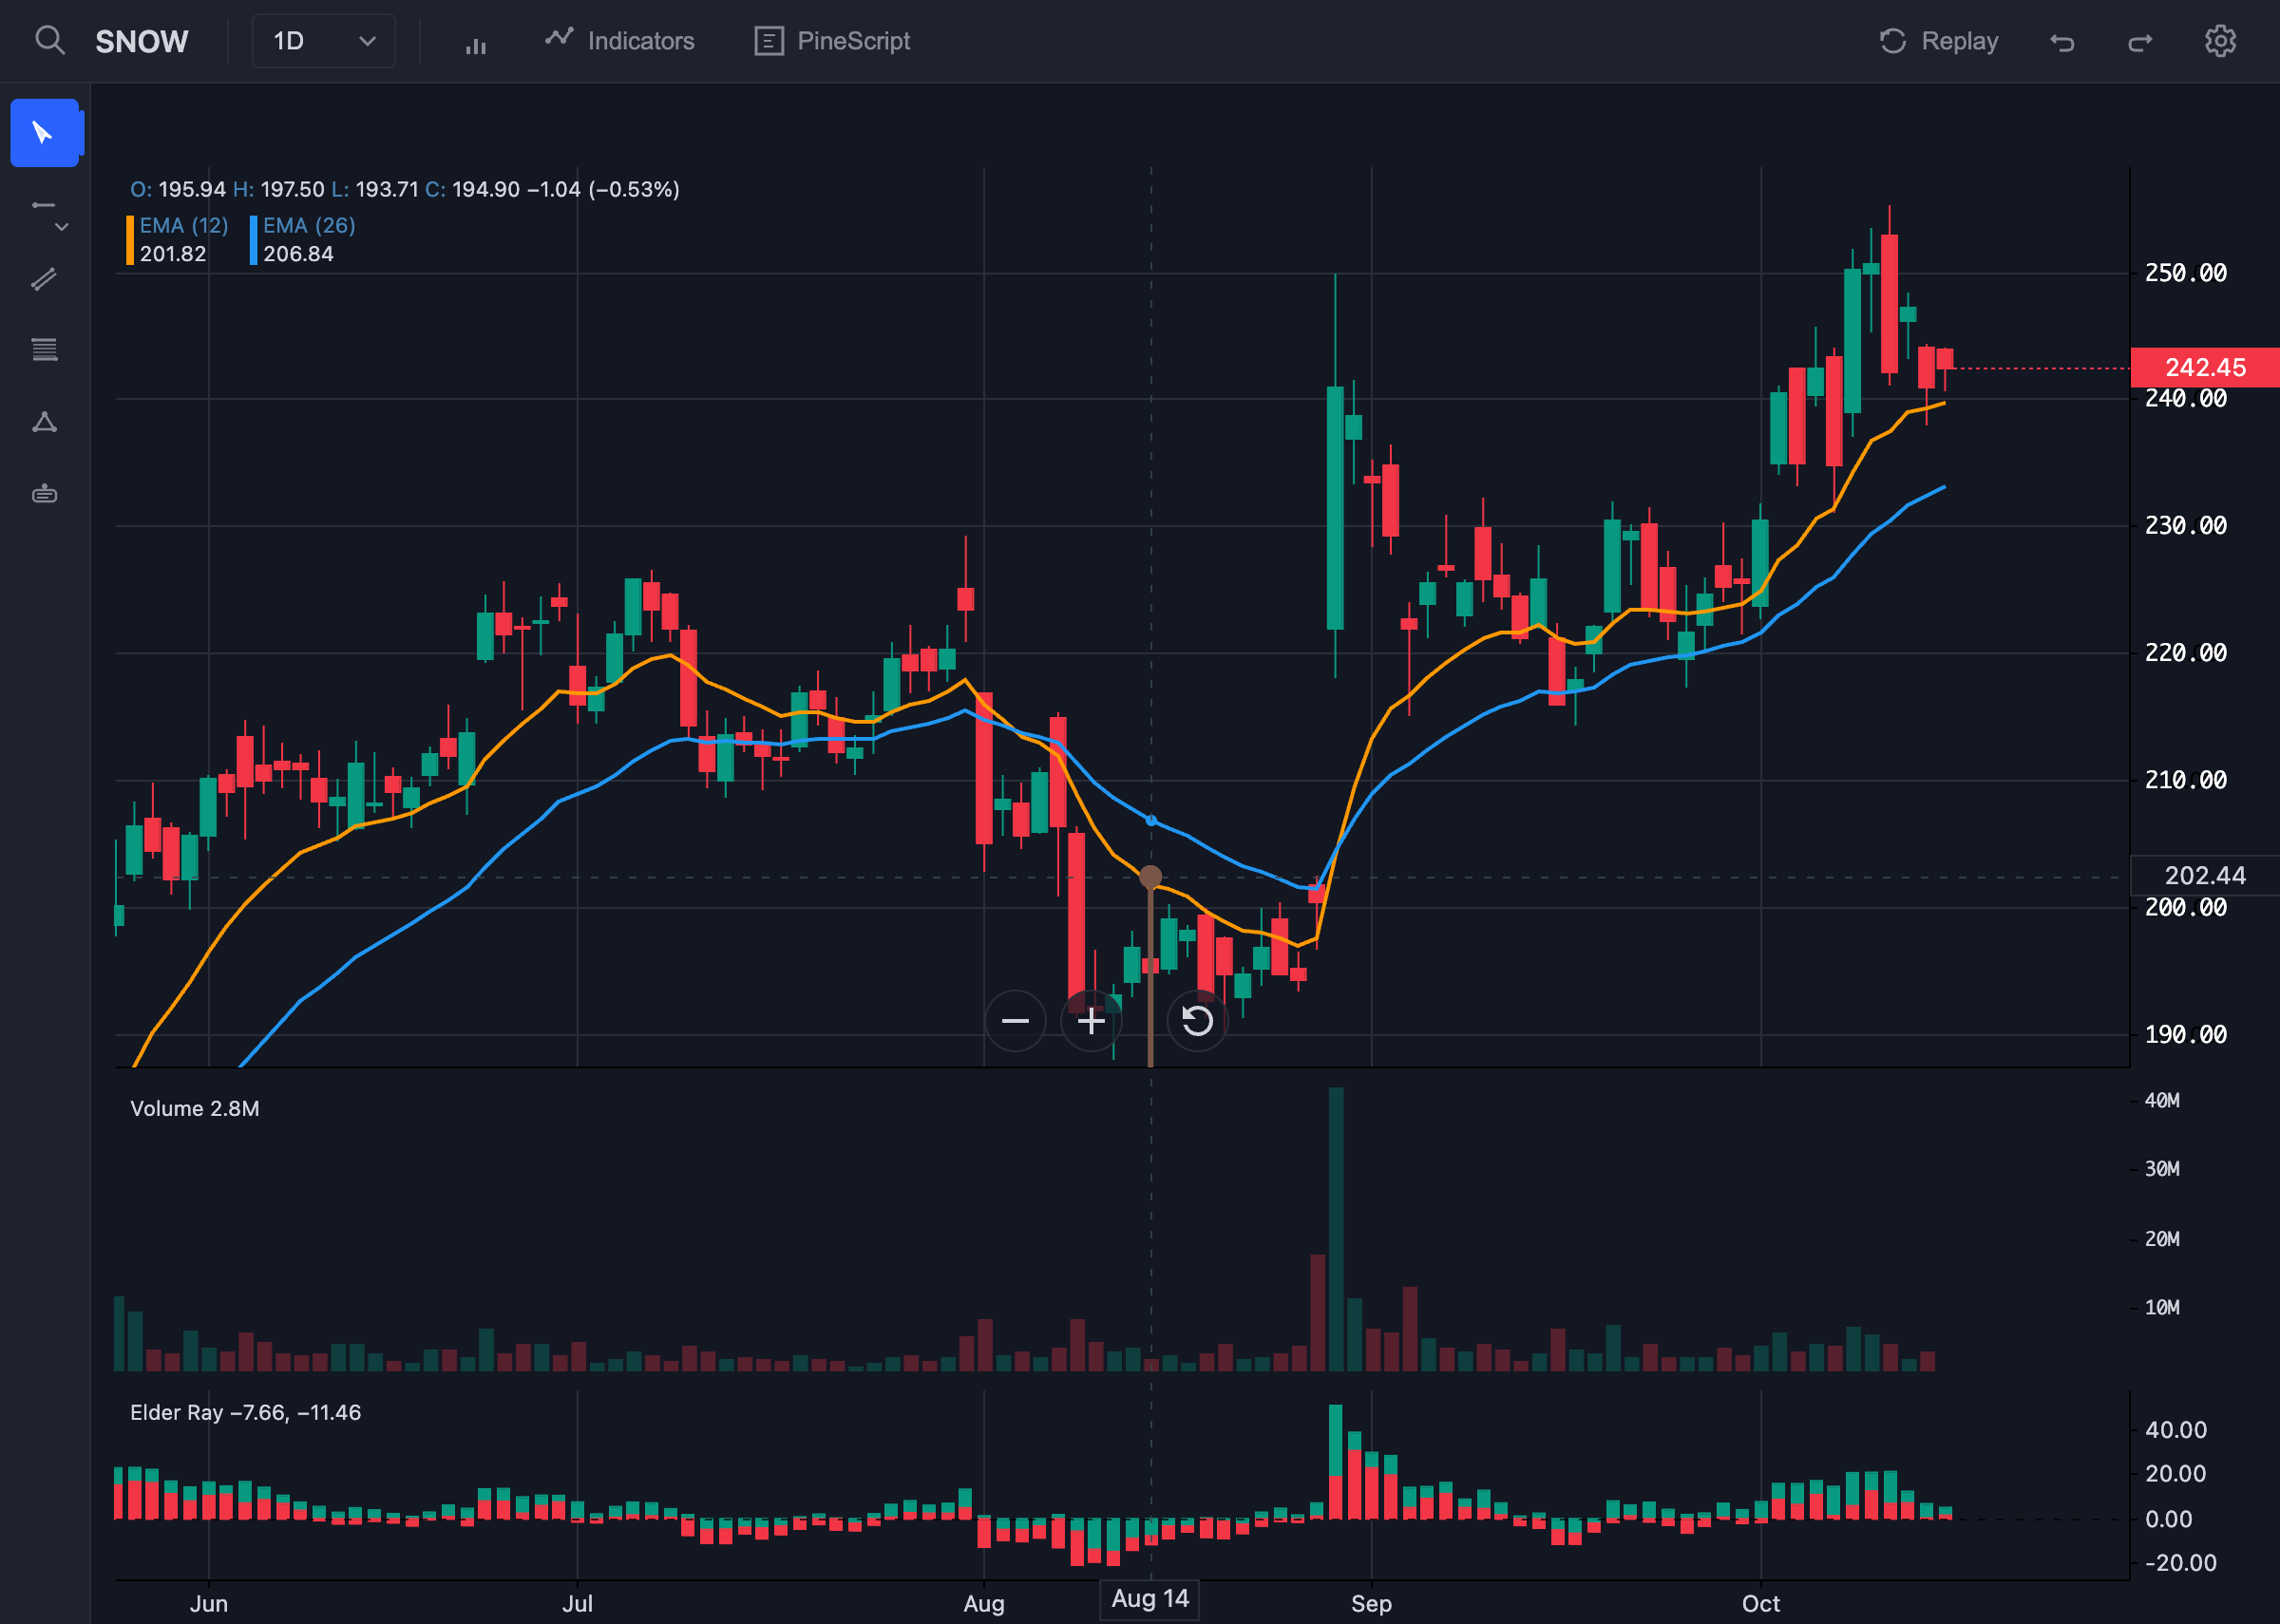 SNOW 1D Indicators PineScript Replay
O: 195.94 H: 197.50 L: 193.71 C: 194.90 −1.04 (−0.53%)
EMA (12) EMA (26)
201.82 206.84
250.00
242.45
240.00
230.00
220.00
210.00
202.44
200.00
190.00
Volume 2.8M
40M
30M
20M
10M
Elder Ray −7.66, −11.46
40.00
20.00
0.00
-20.00
Jun Jul Aug Aug 14 Sep Oct